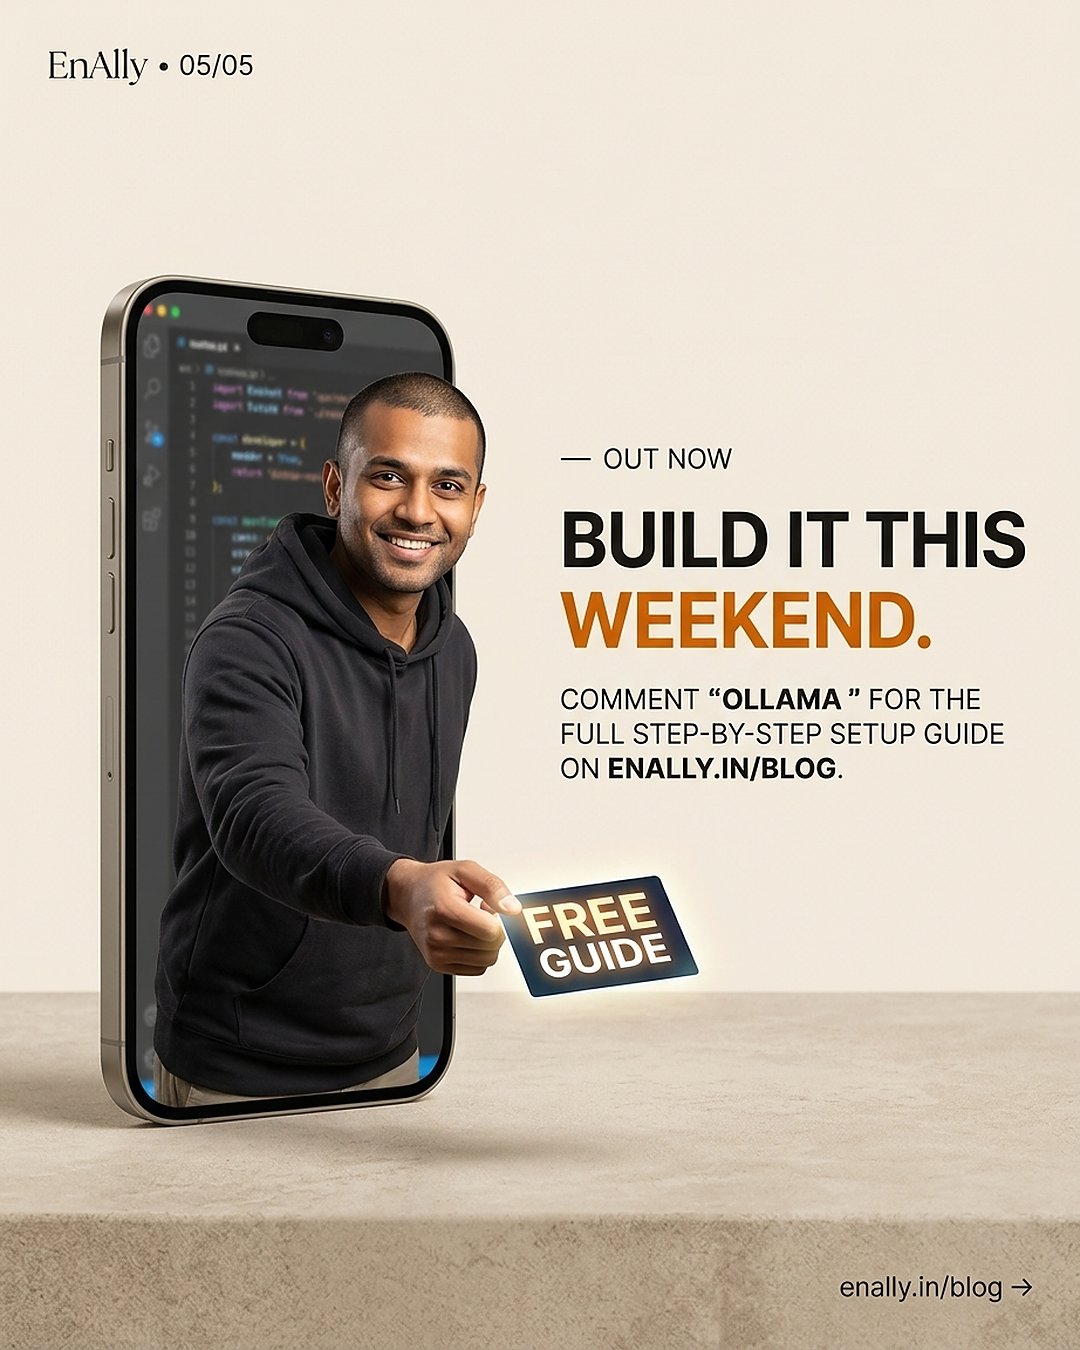 EnAlly • 05/05
— OUT NOW
BUILD IT THIS
WEEKEND.
COMMENT “OLLAMA ” FOR THE
FULL STEP-BY-STEP SETUP GUIDE
ON ENALLY.IN/BLOG.
FREE
GUIDE
enally.in/blog →